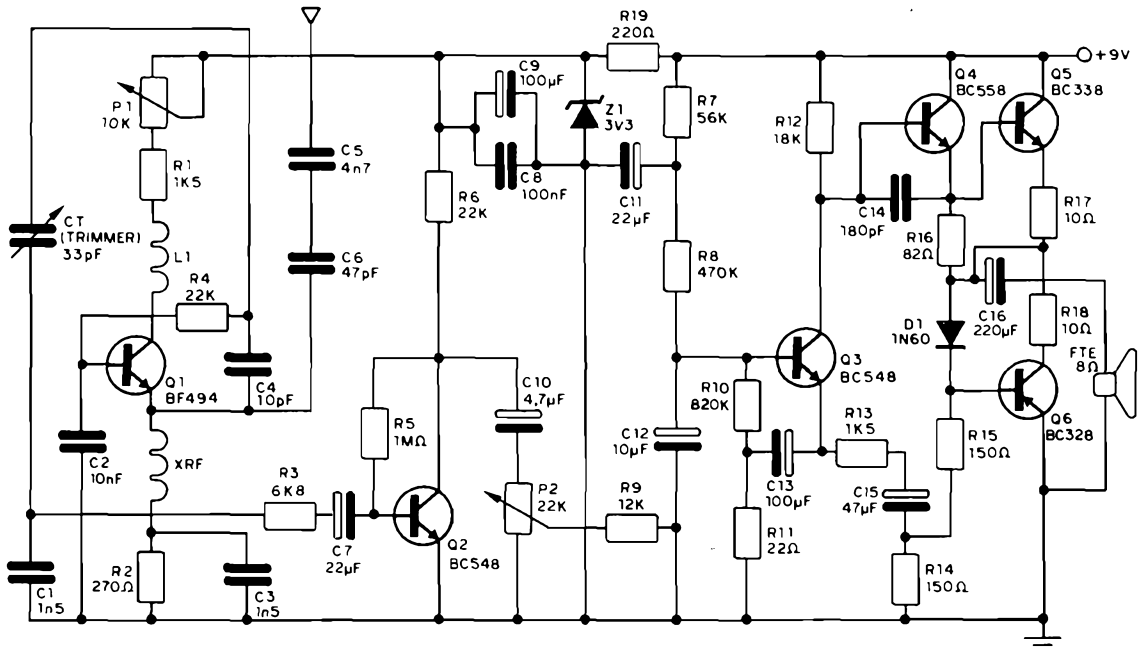 R19
220Ω
+9V
C9
100µF
Q4
BC558
Q5
BC338
P1
10K
R7
56K
Z1
3V3
R12
18K
C5
4n7
R1
1K5
C8
100nF
C11
22µF
R6
22K
R17
10Ω
C14
180pF
R16
82Ω
CT
(TRIMMER)
33pF
L1
C6
47pF
R8
470K
R4
22K
C16
220µF
R18
10Ω
D1
1N60
FTE
8Ω
Q1
BF494
C4
10pF
Q3
BC548
C10
4,7µF
R10
820K
Q6
BC328
R5
1MΩ
C12
10µF
R13
1K5
C2
10nF
XRF
R15
150Ω
R3
6K8
P2
22K
R9
12K
C13
100µF
C15
47µF
C7
22µF
Q2
BC548
R11
22Ω
R2
270Ω
R14
150Ω
C1
1n5
C3
1n5